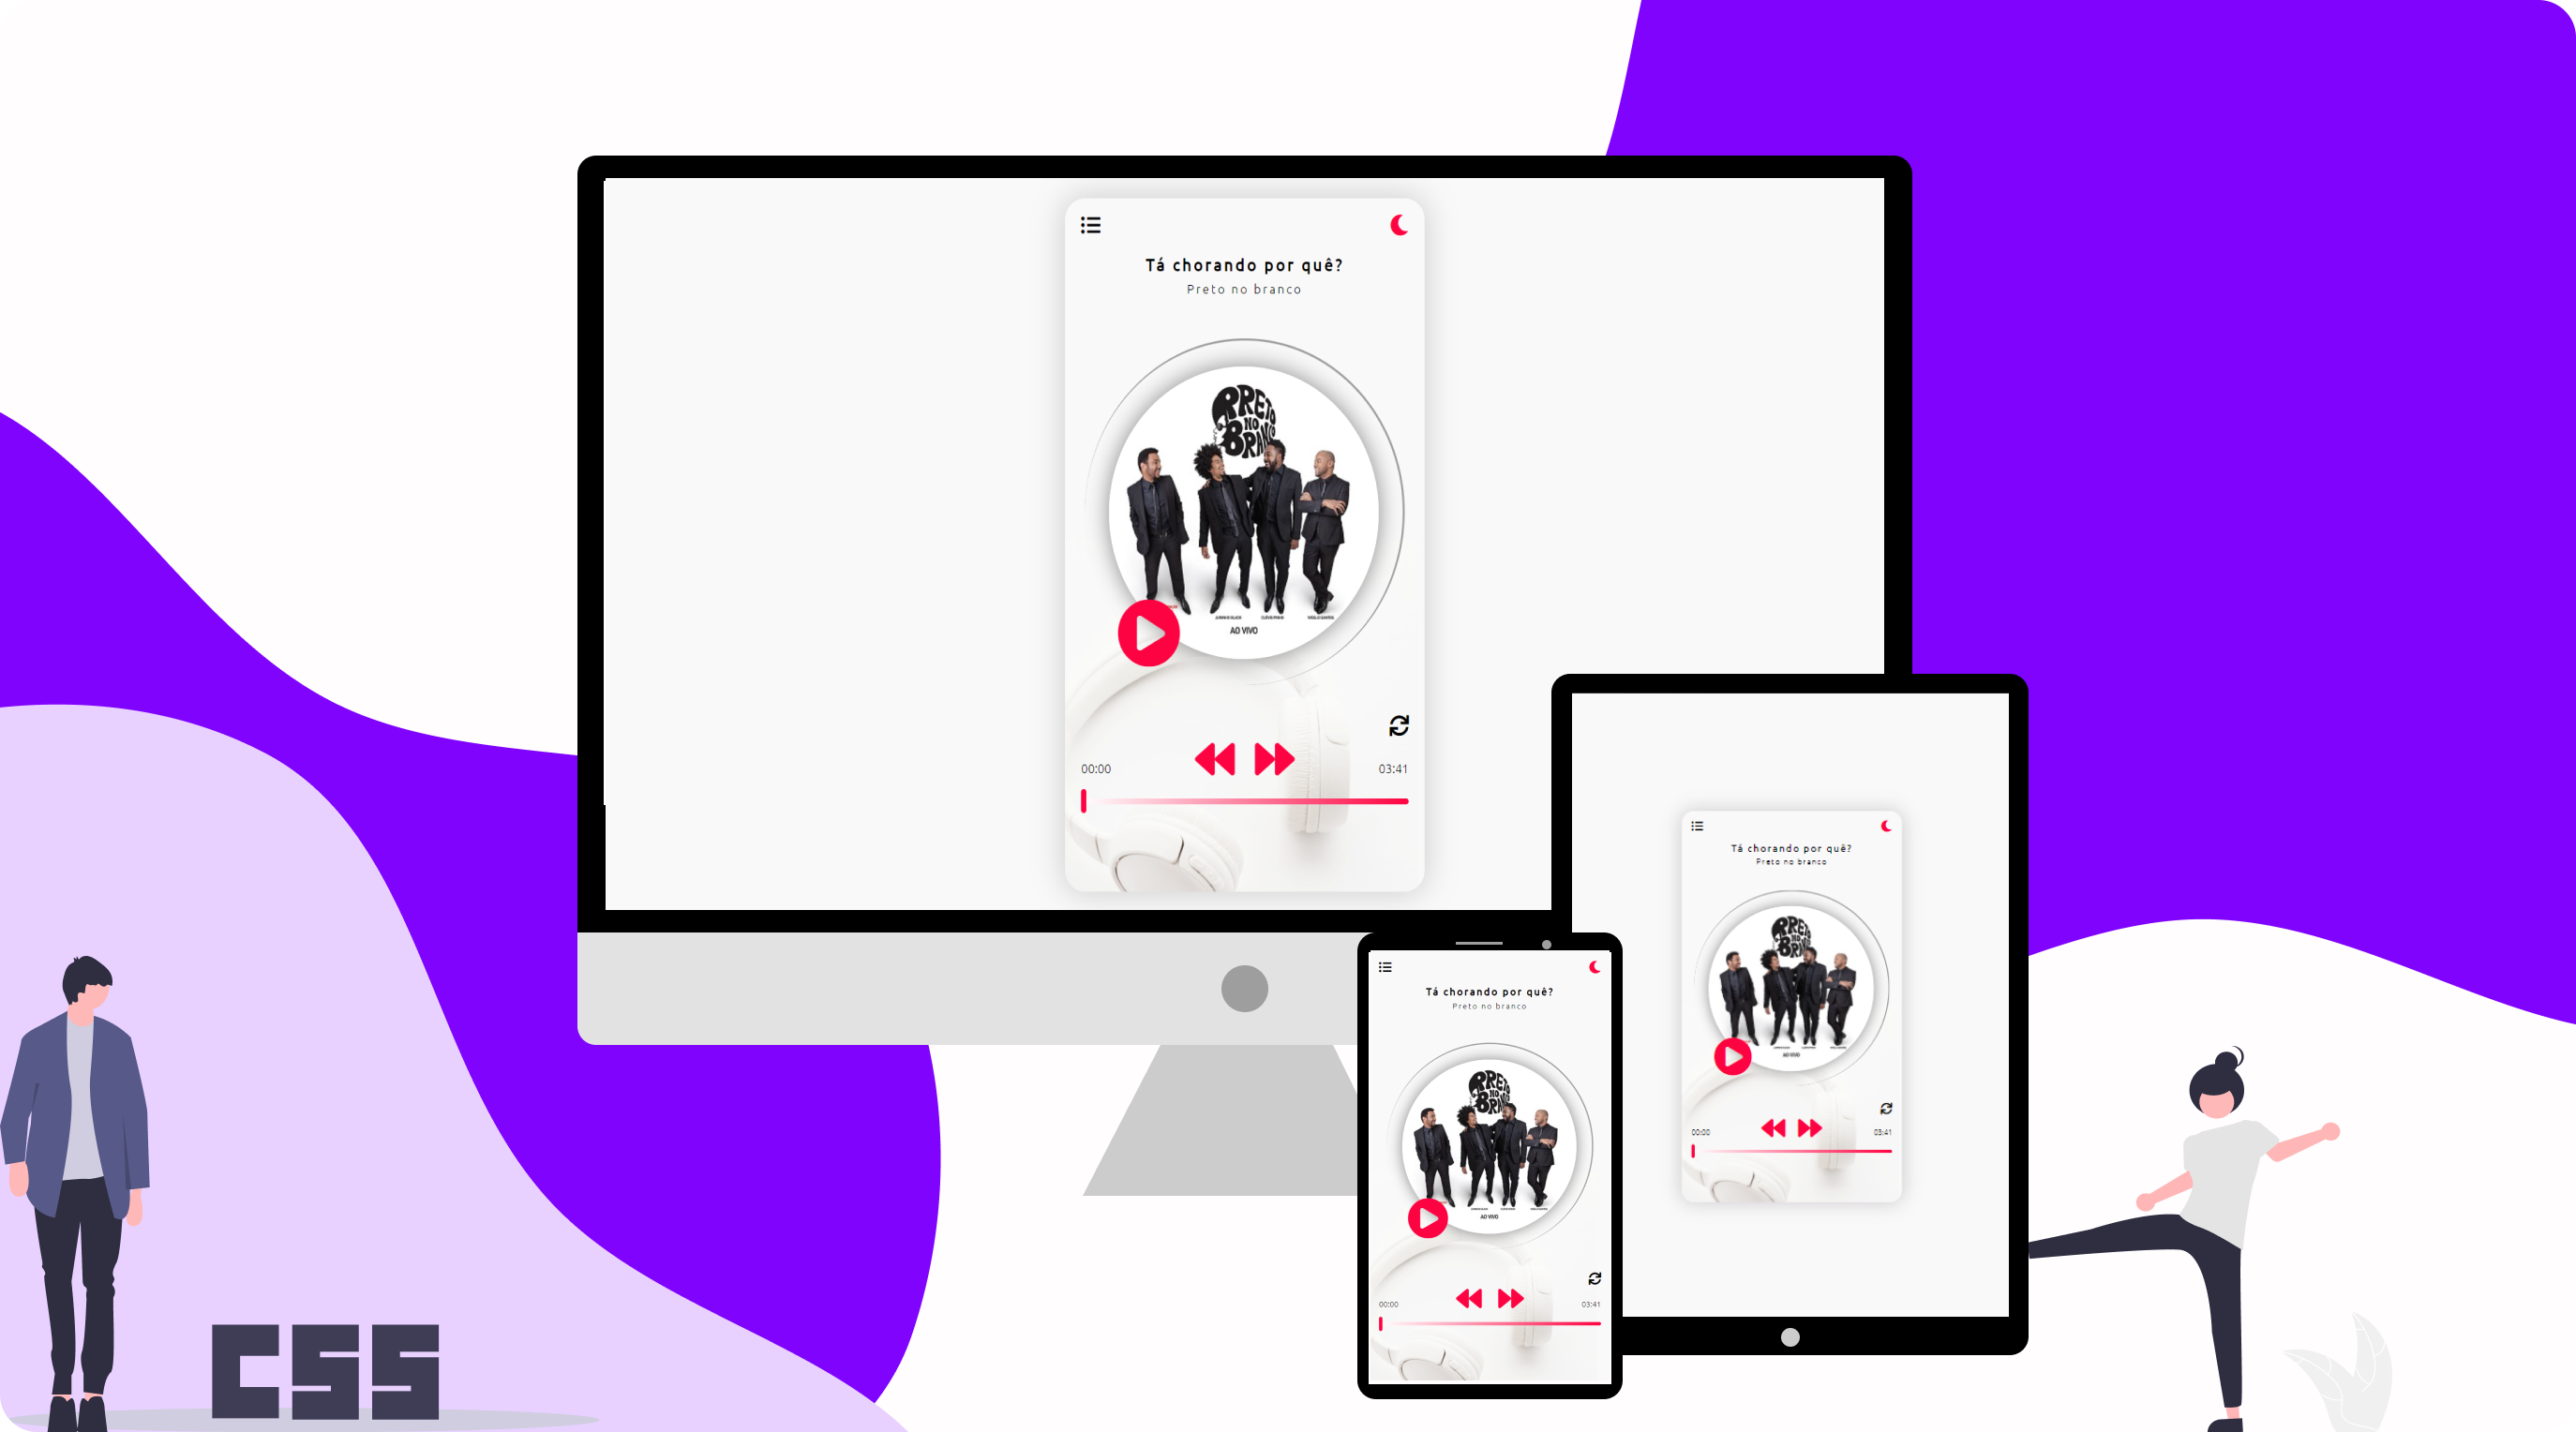 Tá chorando por quê?
Preto no branco
PRETO
NO
BRANCO
AO VIVO
00:00
03:41
Tá chorando por quê?
Preto no branco
PRETO
NO
BRANCO
AO VIVO
00:00
03:41
Tá chorando por quê?
Preto no branco
PRETO
NO
BRANCO
AO VIVO
00:00
03:41
CSS